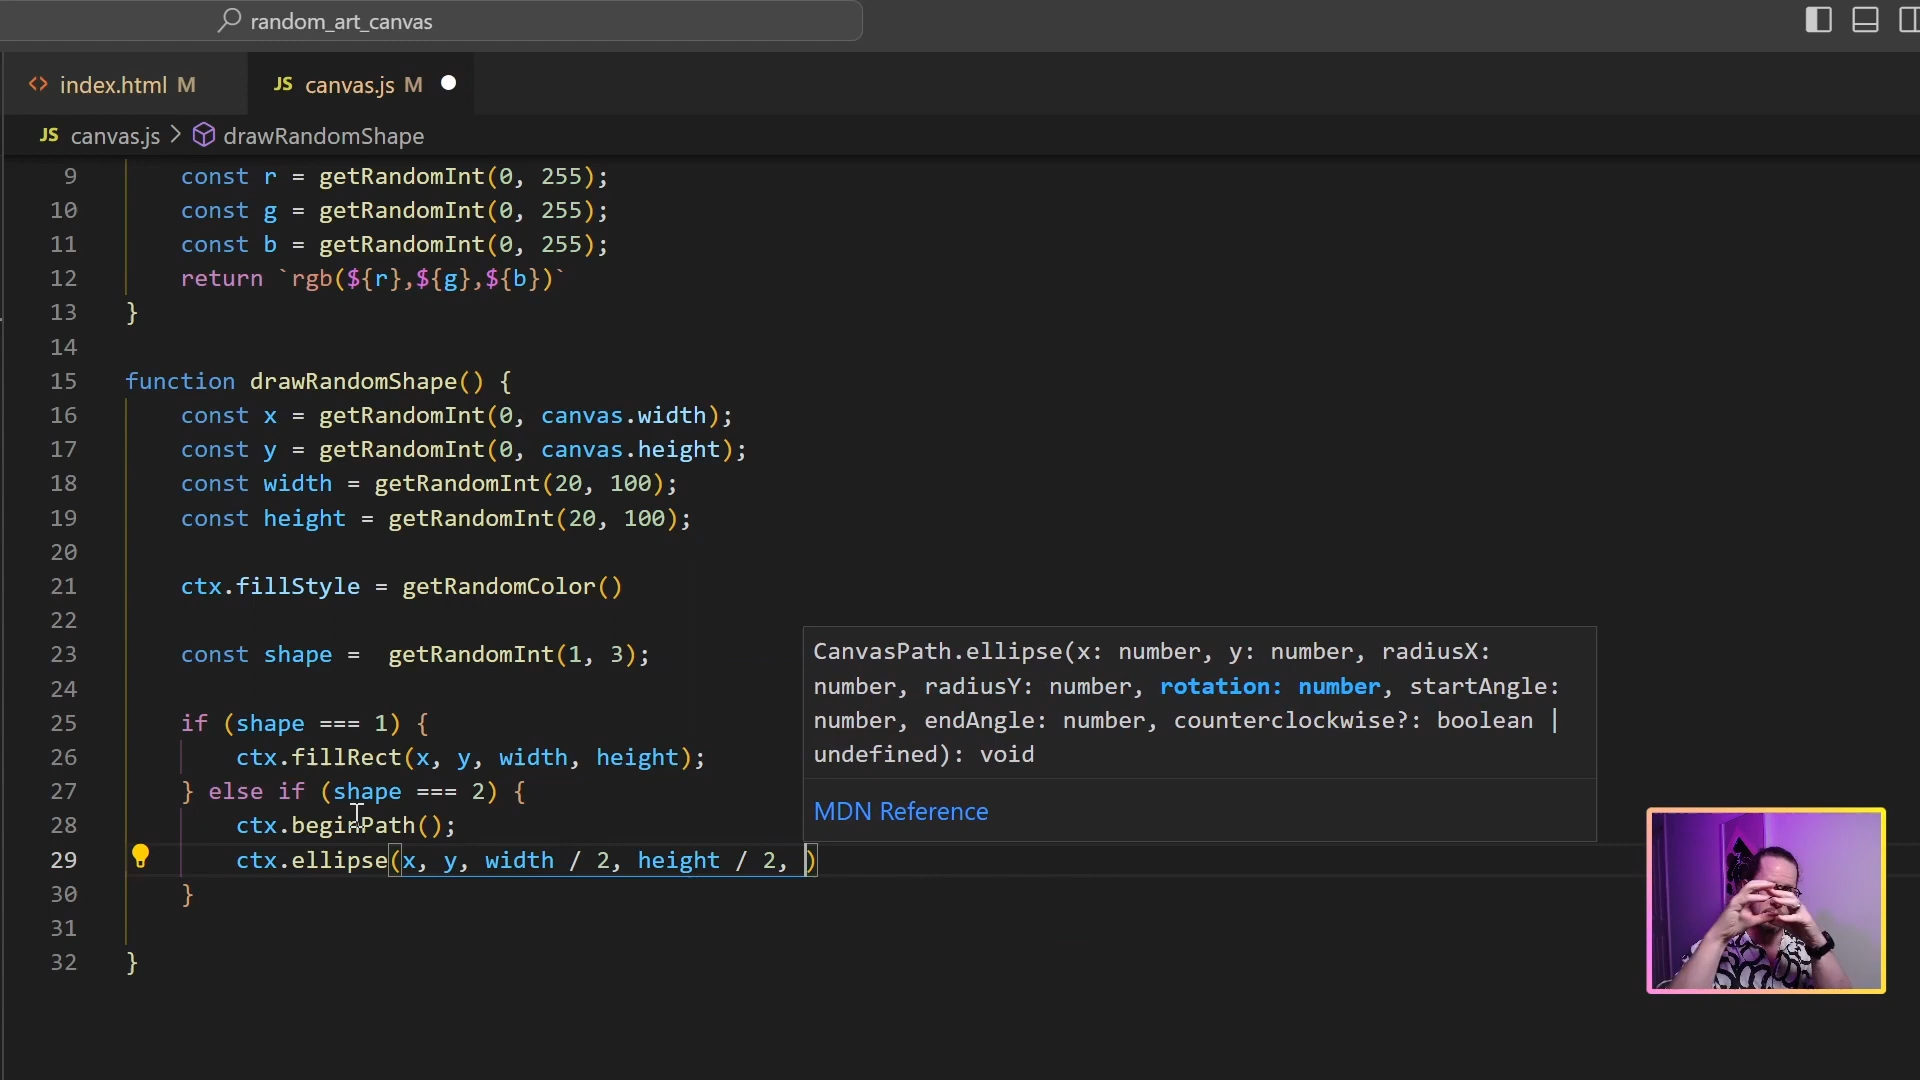 random_art_canvas
index.html M
JS canvas.js M
JS canvas.js > drawRandomShape
9 const r = getRandomInt(0, 255);
10 const g = getRandomInt(0, 255);
11 const b = getRandomInt(0, 255);
12 return `rgb(${r},${g},${b})`
13 }
14
15 function drawRandomShape() {
16 const x = getRandomInt(0, canvas.width);
17 const y = getRandomInt(0, canvas.height);
18 const width = getRandomInt(20, 100);
19 const height = getRandomInt(20, 100);
20
21 ctx.fillStyle = getRandomColor()
22
23 const shape =  getRandomInt(1, 3);
24
25 if (shape === 1) {
26 ctx.fillRect(x, y, width, height);
27 } else if (shape === 2) {
28 ctx.beginPath();
29 ctx.ellipse(x, y, width / 2, height / 2, )
30 }
31
32 }
CanvasPath.ellipse(x: number, y: number, radiusX:
number, radiusY: number, rotation: number, startAngle:
number, endAngle: number, counterclockwise?: boolean |
undefined): void
MDN Reference